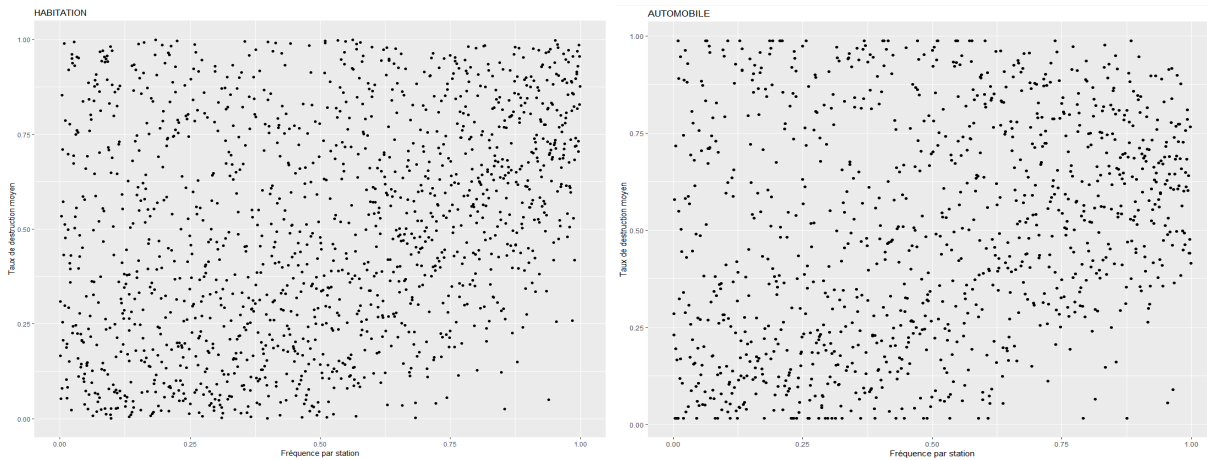 HABITATION
1.00
0.75
0.50
0.25
0.00
Taux de destruction moyen
0.00 0.25 0.50 0.75 1.00
Fréquence par station
AUTOMOBILE
1.00
0.75
0.50
0.25
0.00
Taux de destruction moyen
0.00 0.25 0.50 0.75 1.00
Fréquence par station